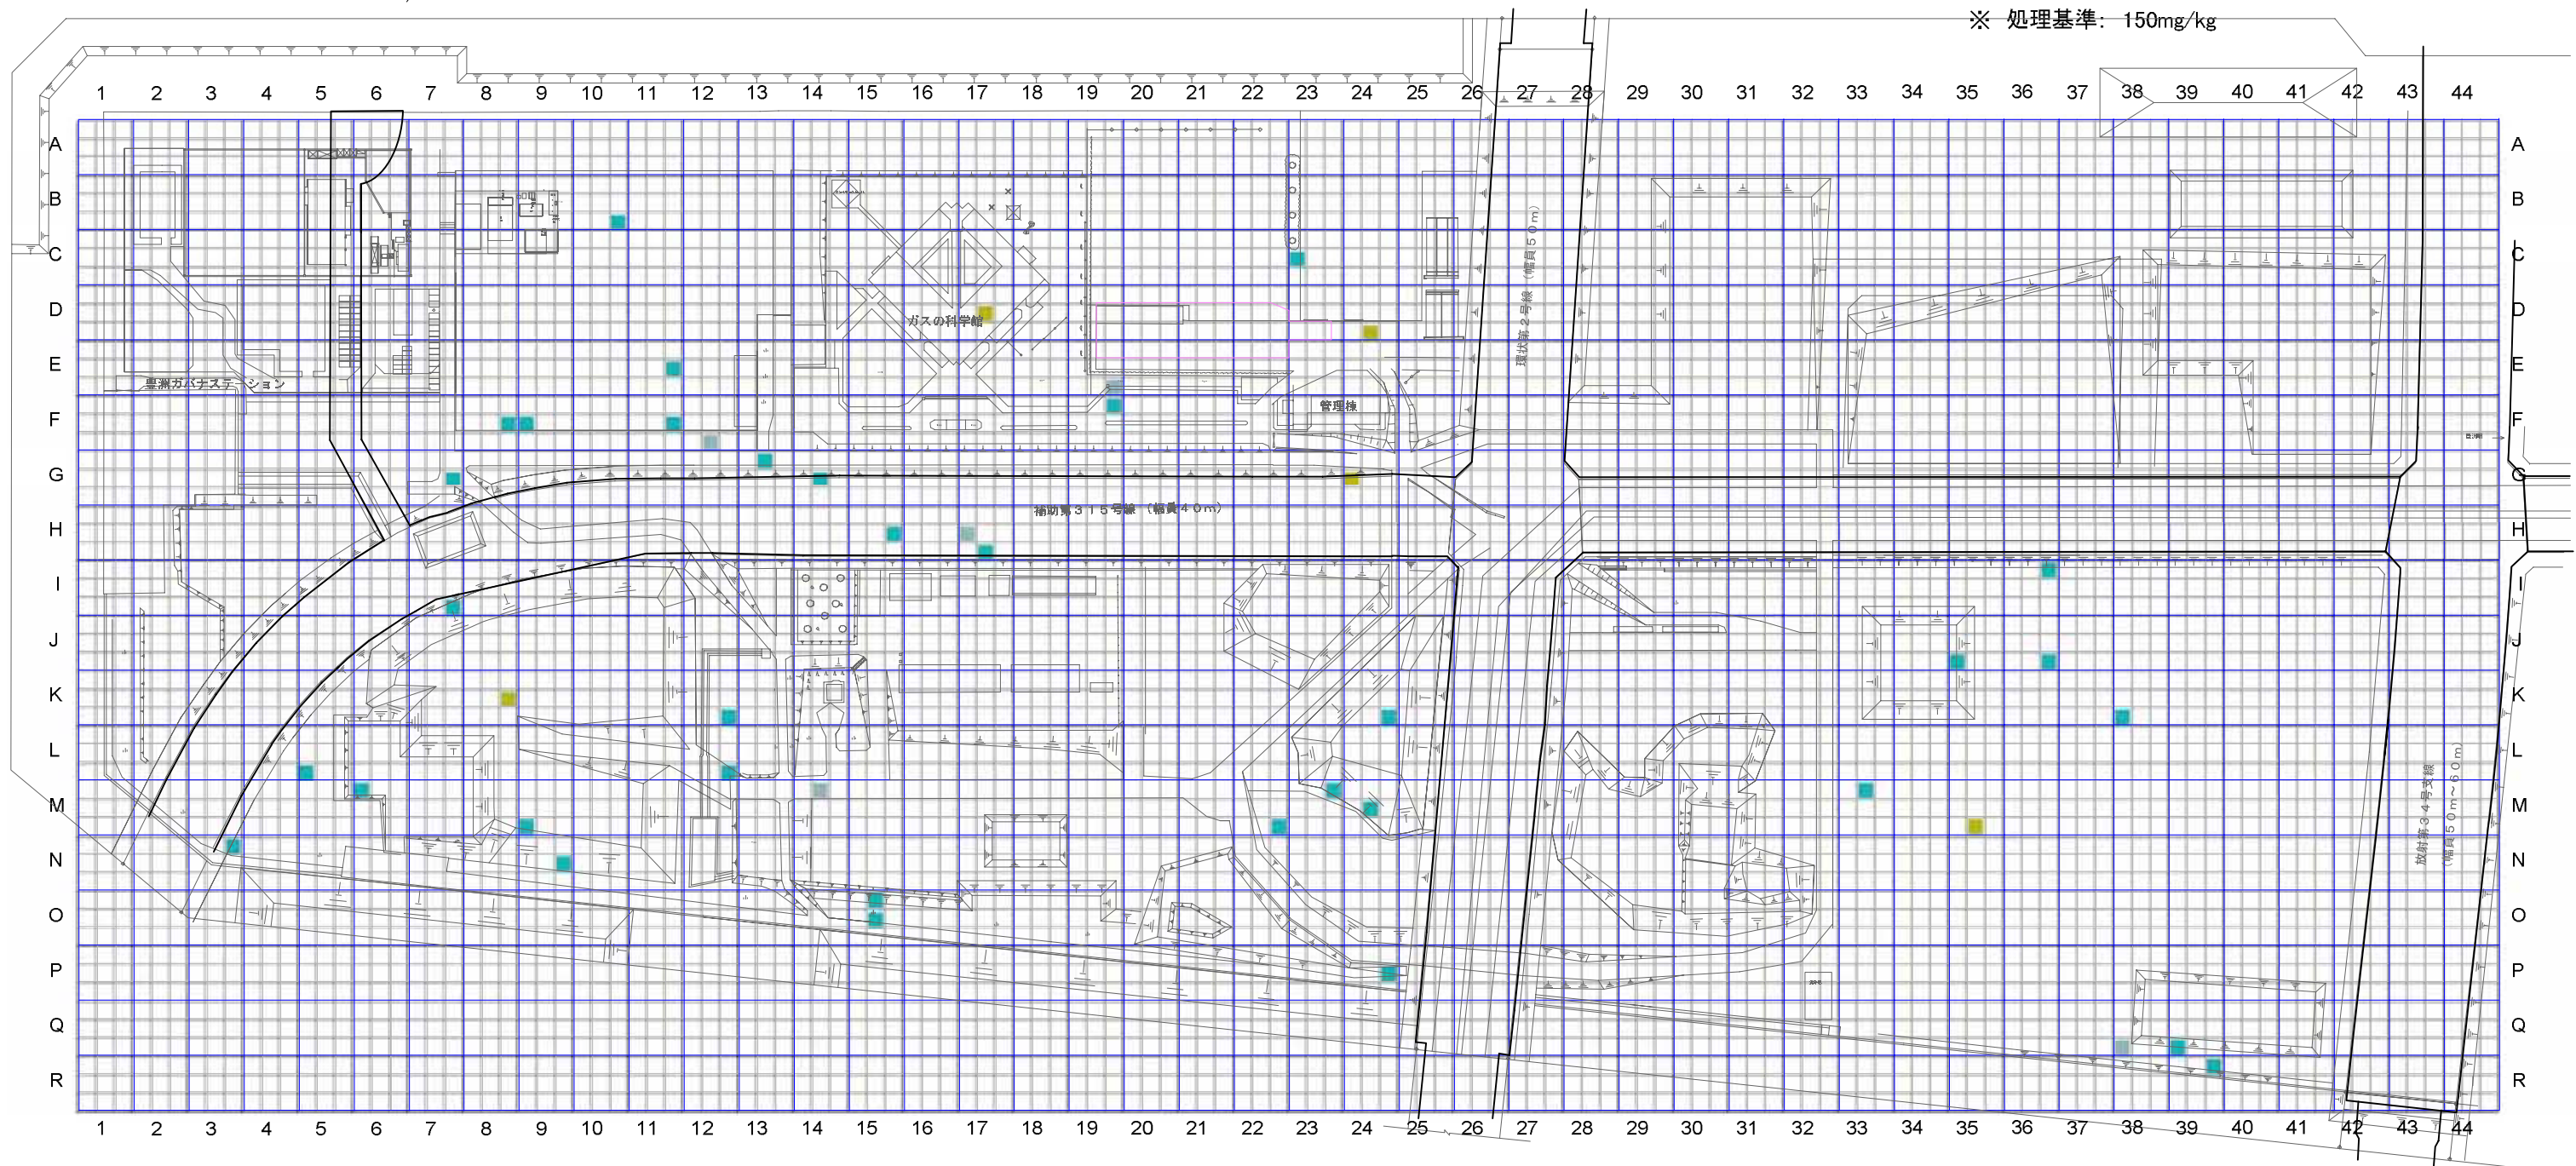 ※ 処理基準: 150mg/kg
1 2 3 4 5 6 7 8 9 10 11 12 13 14 15 16 17 18 19 20 21 22 23 24 25 26 27 28 29 30 31 32 33 34 35 36 37 38 39 40 41 42 43 44
A A
B B
C C
D D
ガスの科学館
環状第2号線(幅員50m)
E E
豊洲ガバナステーション
F F
管理棟
G G
補助第315号線(幅員40m)
H H
I I
J J
K K
L L
M M
放射第34号支線
(幅員50m~60m)
N N
O O
P P
Q Q
R R
1 2 3 4 5 6 7 8 9 10 11 12 13 14 15 16 17 18 19 20 21 22 23 24 25 26 27 28 29 30 31 32 33 34 35 36 37 38 39 40 41 42 43 44